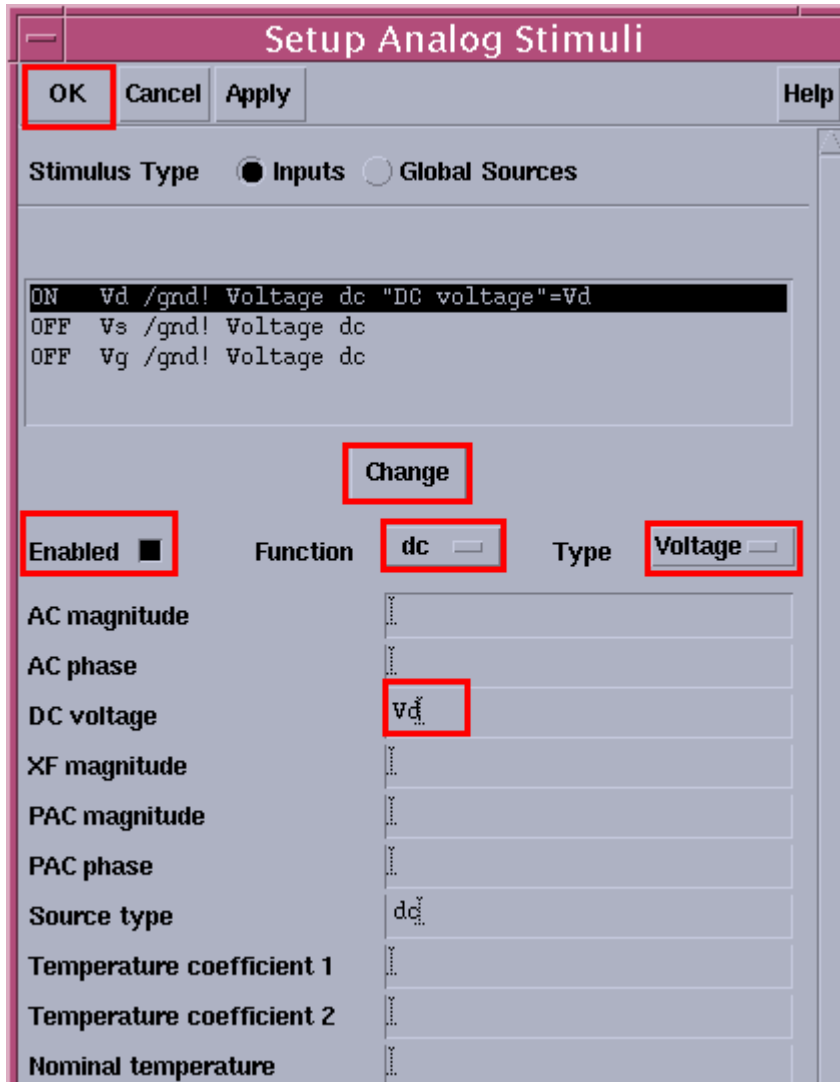 Setup Analog Stimuli
OK Cancel Apply Help
Stimulus Type Inputs Global Sources
ON Vd /gnd! Voltage dc "DC voltage"=Vd
OFF Vs /gnd! Voltage dc
OFF Vg /gnd! Voltage dc
Change
Enabled Function dc Type Voltage
AC magnitude
AC phase
DC voltage Vd
XF magnitude
PAC magnitude
PAC phase
Source type dc
Temperature coefficient 1
Temperature coefficient 2
Nominal temperature